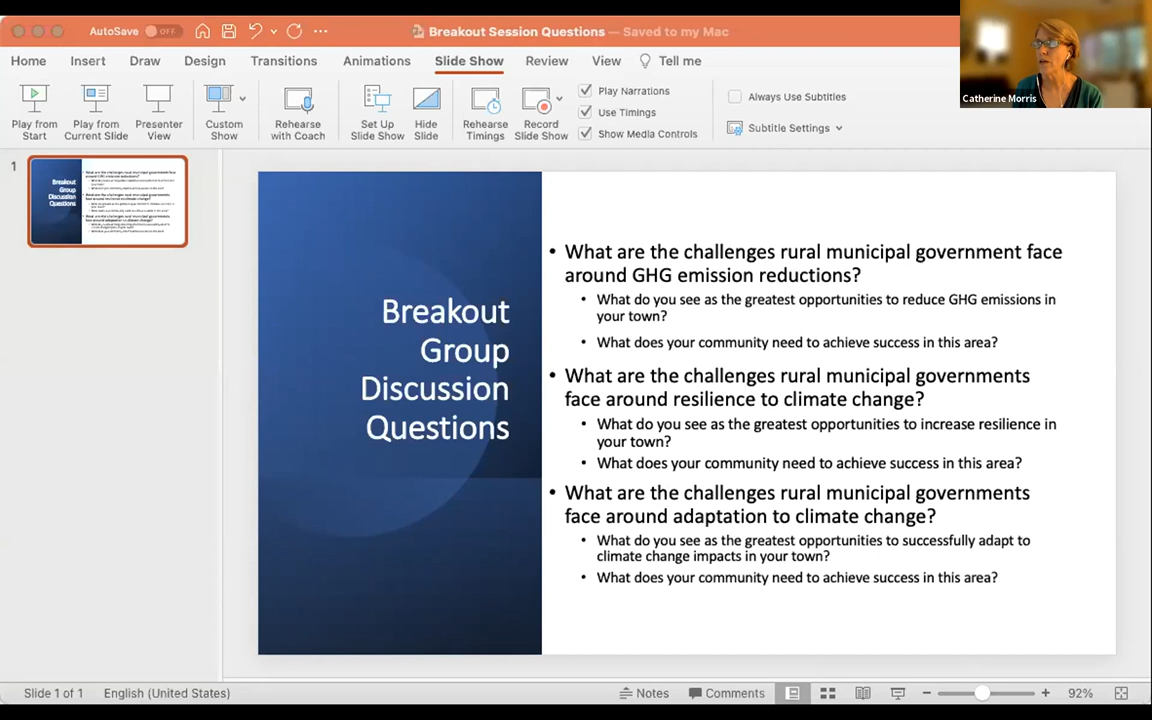 AutoSave OFF
Breakout Session Questions — Saved to my Mac
Home Insert Draw Design Transitions Animations Slide Show Review View Tell me
Play from Start
Play from Current Slide
Presenter View
Custom Show
Rehearse with Coach
Set Up Slide Show
Hide Slide
Rehearse Timings
Record Slide Show
Play Narrations
Use Timings
Show Media Controls
Always Use Subtitles
Subtitle Settings
Catherine Morris
1
Breakout
Group
Discussion
Questions
Breakout
Group
Discussion
Questions
• What are the challenges rural municipal government face
around GHG emission reductions?
• What do you see as the greatest opportunities to reduce GHG emissions in
your town?
• What does your community need to achieve success in this area?
• What are the challenges rural municipal governments
face around resilience to climate change?
• What do you see as the greatest opportunities to increase resilience in
your town?
• What does your community need to achieve success in this area?
• What are the challenges rural municipal governments
face around adaptation to climate change?
• What do you see as the greatest opportunities to successfully adapt to
climate change impacts in your town?
• What does your community need to achieve success in this area?
Slide 1 of 1 English (United States) Notes Comments 92%